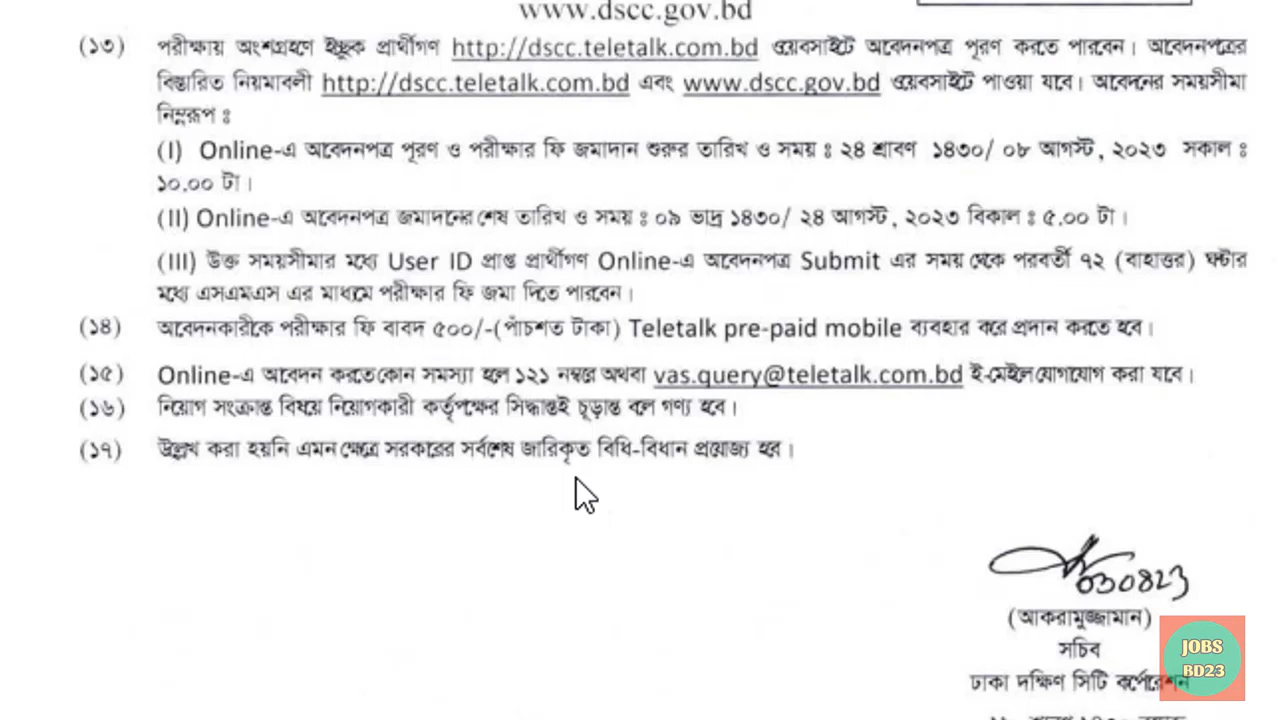 www.dscc.gov.bd
(১৩) পরীক্ষায় অংশগ্রহণে ইচ্ছুক প্রার্থীগণ http://dscc.teletalk.com.bd ওয়েবসাইটে আবেদনপত্র পূরণ করতে পারবেন। আবেদনপত্রের
বিস্তারিত নিয়মাবলী http://dscc.teletalk.com.bd এবং www.dscc.gov.bd ওয়েবসাইটে পাওয়া যাবে। আবেদনের সময়সীমা
নিম্নরূপ ঃ
(I) Online-এ আবেদনপত্র পূরণ ও পরীক্ষার ফি জমাদান শুরুর তারিখ ও সময় ঃ ২৪ শ্রাবণ ১৪৩০/ ০৮ আগস্ট, ২০২৩ সকাল ঃ
১০.০০ টা।
(II) Online-এ আবেদনপত্র জমাদানের শেষ তারিখ ও সময় ঃ ০৯ ভাদ্র ১৪৩০/ ২৪ আগস্ট, ২০২৩ বিকাল ঃ ৫.০০ টা।
(III) উক্ত সময়সীমার মধ্যে User ID প্রাপ্ত প্রার্থীগণ Online-এ আবেদনপত্র Submit এর সময় থেকে পরবর্তী ৭২ (বাহাত্তর) ঘন্টার
মধ্যে এসএমএস এর মাধ্যমে পরীক্ষার ফি জমা দিতে পারবেন।
(১৪) আবেদনকারীকে পরীক্ষার ফি বাবদ ৫০০/-(পাঁচশত টাকা) Teletalk pre-paid mobile ব্যবহার করে প্রদান করতে হবে।
(১৫) Online-এ আবেদন করতে কোন সমস্যা হলে ১২১ নম্বরে অথবা vas.query@teletalk.com.bd ই-মেইলে যোগাযোগ করা যাবে।
(১৬) নিয়োগ সংক্রান্ত বিষয়ে নিয়োগকারী কর্তৃপক্ষের সিদ্ধান্তই চূড়ান্ত বলে গণ্য হবে।
(১৭) উল্লেখ করা হয়নি এমন ক্ষেত্রে সরকারের সর্বশেষ জারিকৃত বিধি-বিধান প্রযোজ্য হবে।
030823
(আকরামুজ্জামান)
সচিব
ঢাকা দক্ষিণ সিটি কর্পোরেশন
JOBS
BD23